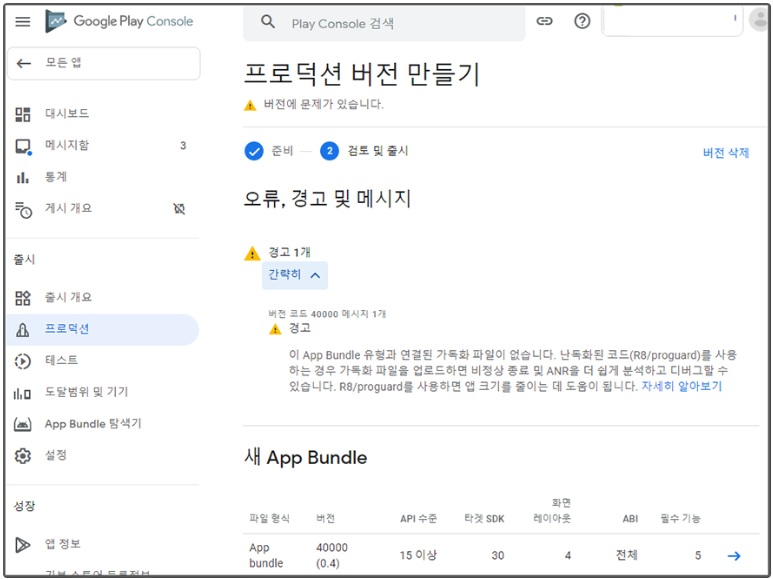 Google Play Console
Play Console 검색
모든 앱
대시보드
메시지함 3
통계
게시 개요
출시
출시 개요
프로덕션
테스트
도달범위 및 기기
App Bundle 탐색기
설정
성장
앱 정보
프로덕션 버전 만들기
버전에 문제가 있습니다.
준비
2 검토 및 출시
버전 삭제
오류, 경고 및 메시지
경고 1개
간략히
버전 코드 40000 메시지 1개
경고
이 App Bundle 유형과 연결된 가독화 파일이 없습니다. 난독화된 코드(R8/proguard)를 사용
하는 경우 가독화 파일을 업로드하면 비정상 종료 및 ANR을 더 쉽게 분석하고 디버그할 수
있습니다. R8/proguard를 사용하면 앱 크기를 줄이는 데 도움이 됩니다. 자세히 알아보기
새 App Bundle
파일 형식 버전 API 수준 타겟 SDK 화면 레이아웃 ABI 필수 기능
App bundle 40000 (0.4) 15 이상 30 4 전체 5